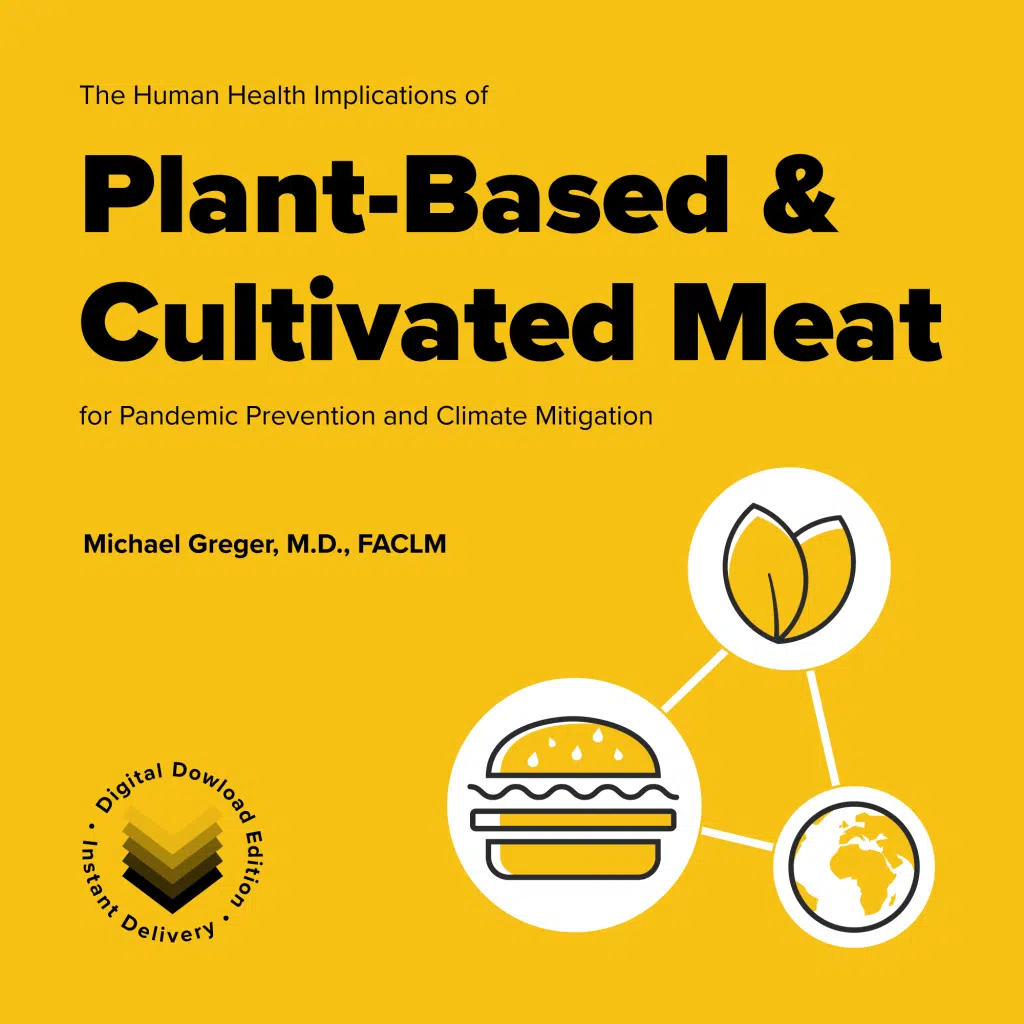 The Human Health Implications of
Plant-Based &
Cultivated Meat
for Pandemic Prevention and Climate Mitigation
Michael Greger, M.D., FACLM
• Digital Dowload Edition •
Instant Delivery